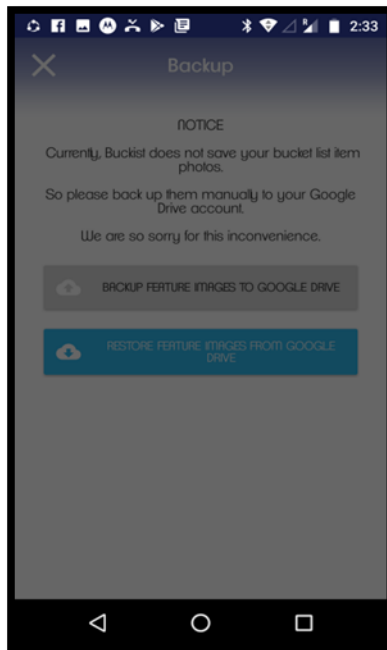 2:33
Backup
NOTICE
Currently, Buckist does not save your bucket list item
photos.
So please back up them manually to your Google
Drive account.
We are so sorry for this inconvenience.
BACKUP FEATURE IMAGES TO GOOGLE DRIVE
RESTORE FEATURE IMAGES FROM GOOGLE
DRIVE